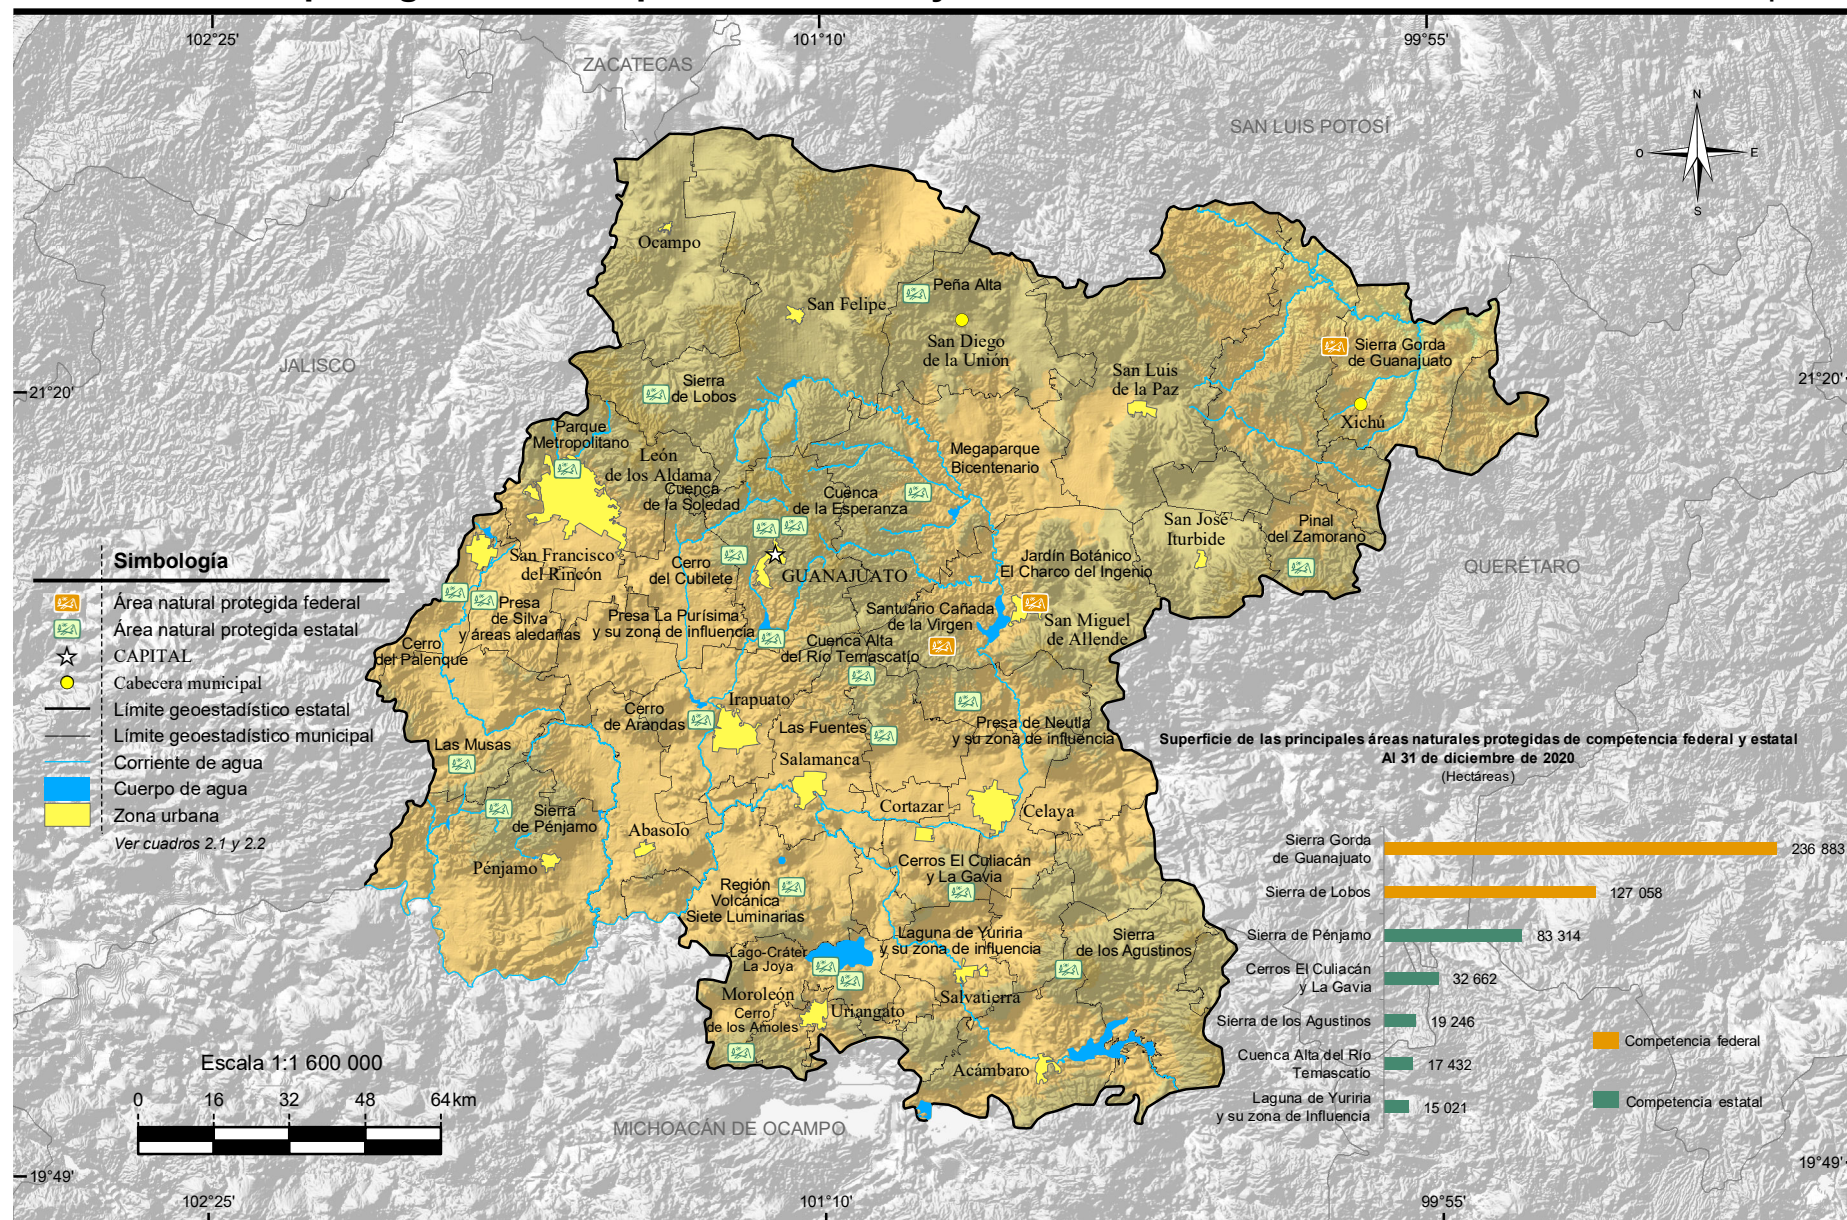 102°25'
101°10'
99°55'
ZACATECAS
SAN LUIS POTOSÍ
N
O
E
S
JALISCO
21°20'
21°20'
Ocampo
San Felipe
Peña Alta
San Diego
de la Unión
San Luis
de la Paz
Sierra Gorda
de Guanajuato
Xichú
Sierra
de Lobos
Parque
Metropolitano
León
de los Aldama
Cuenca
de la Soledad
Cuenca
de la Esperanza
Megaparque
Bicentenario
San José
Iturbide
Pinal
del Zamorano
QUERÉTARO
San Francisco
del Rincón
Cerro
del Cubilete
GUANAJUATO
Jardín Botánico
El Charco del Ingenio
Presa
de Silva
y áreas aledañas
Presa La Purísima
y su zona de influencia
Santuario Cañada
de la Virgen
San Miguel
de Allende
Cerro
del Palenque
Cuenca Alta
del Río Temascatío
Irapuato
Cerro
de Arandas
Las Fuentes
Presa de Neutla
y su zona de influencia
Las Musas
Salamanca
Cortazar
Celaya
Sierra
de Pénjamo
Abasolo
Pénjamo
Cerros El Culiacán
y La Gavia
Región
Volcánica
Siete Luminarias
Laguna de Yuriria
y su zona de influencia
Sierra
de los Agustinos
Lago-Cráter
La Joya
Moroleón
Uriangato
Salvatierra
Cerro
de los Amoles
Acámbaro
MICHOACÁN DE OCAMPO
Simbología
Área natural protegida federal
Área natural protegida estatal
CAPITAL
Cabecera municipal
Límite geoestadístico estatal
Límite geoestadístico municipal
Corriente de agua
Cuerpo de agua
Zona urbana
Ver cuadros 2.1 y 2.2
Escala 1:1 600 000
0 16 32 48 64 km
Superficie de las principales áreas naturales protegidas de competencia federal y estatal
Al 31 de diciembre de 2020
(Hectáreas)
Sierra Gorda
de Guanajuato
236 883
Sierra de Lobos
127 058
Sierra de Pénjamo
83 314
Cerros El Culiacán
y La Gavia
32 662
Sierra de los Agustinos
19 246
Cuenca Alta del Río
Temascatío
17 432
Laguna de Yuriria
y su zona de Influencia
15 021
Competencia federal
Competencia estatal
19°49'
19°49'
102°25'
101°10'
99°55'